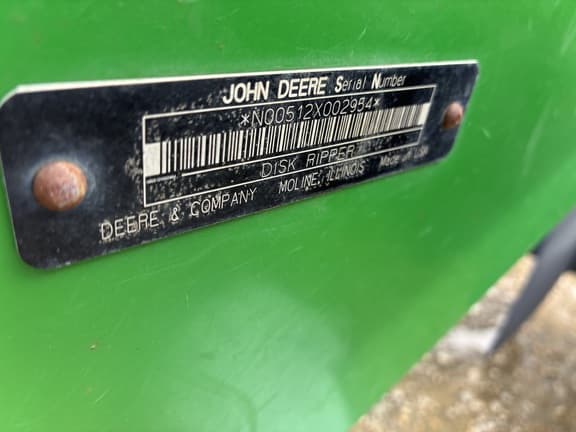 JOHN DEERE Serial Number
*N00512X002954*
DISK RIPPER
DEERE & COMPANY MOLINE, ILLINOIS Made in USA